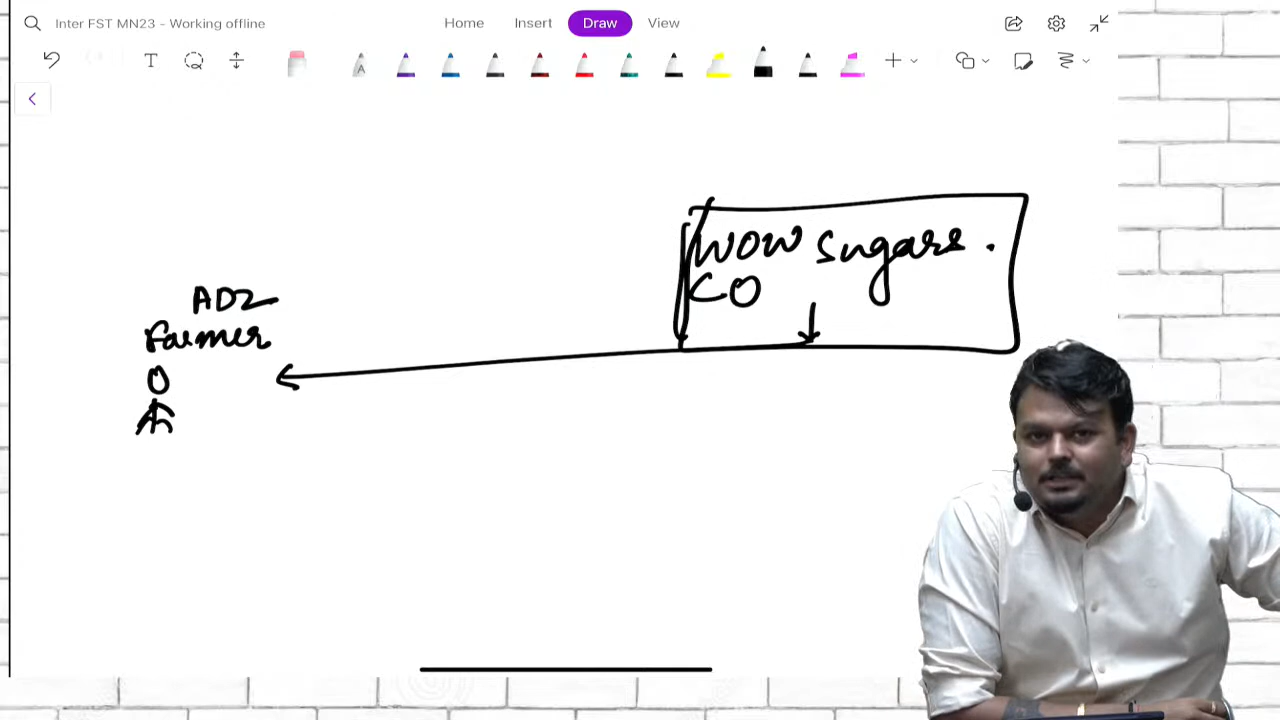 Inter FST MN23 - Working offline
Home Insert Draw View
WOW Sugars.
CO
ADZ
Farmer